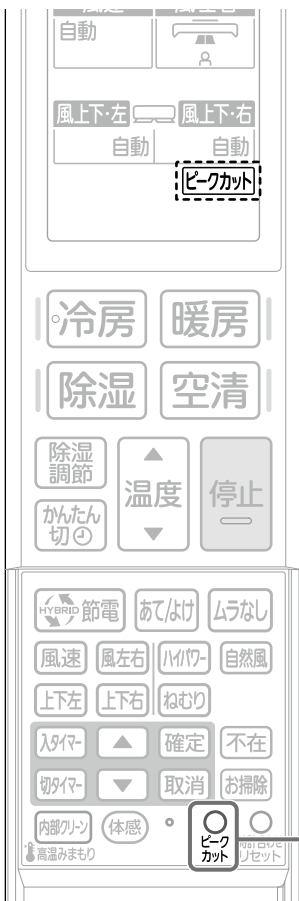 自動
風上下・左 風上下・右
自動 自動
ピークカット
冷房 暖房
除湿 空清
除湿
調節
温度
停止
かんたん
切
HYBRID 節電 あて/よけ ムラなし
風速 風左右 ハイパワー 自然風
上下左 上下右 ねむり
入タイマー 確定 不在
切タイマー 取消 お掃除
内部クリーン 体感
高温みまもり
ピーク
カット
リセット